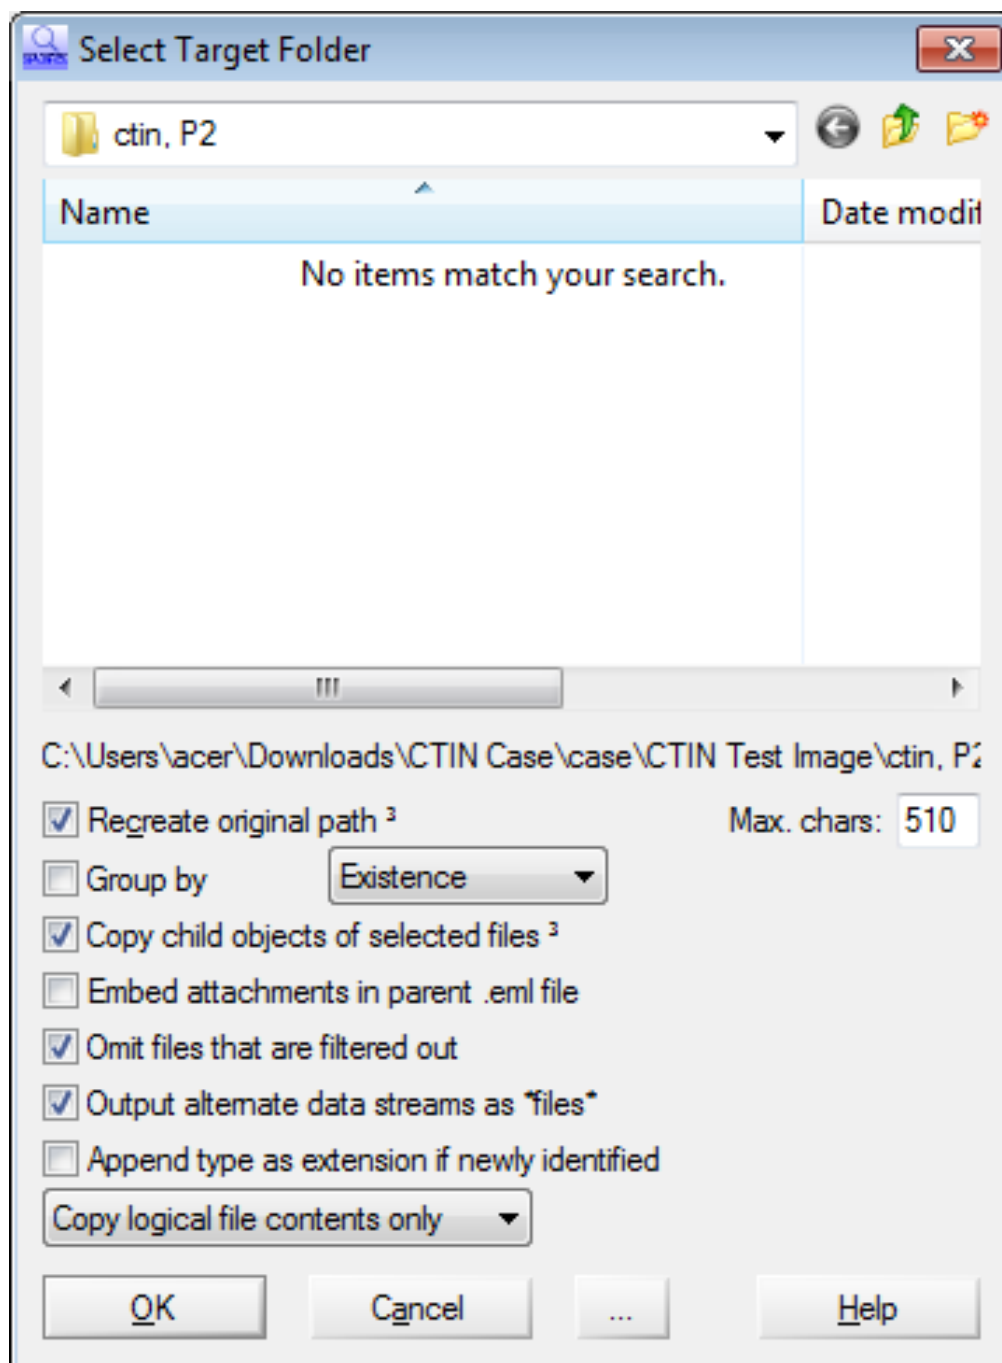 Select Target Folder
ctin, P2
Name Date modif
No items match your search.
C:\Users\acer\Downloads\CTIN Case\case\CTIN Test Image\ctin, P2
Recreate original path ³ Max. chars: 510
Group by Existence
Copy child objects of selected files ³
Embed attachments in parent .eml file
Omit files that are filtered out
Output alternate data streams as *files*
Append type as extension if newly identified
Copy logical file contents only
OK Cancel ... Help